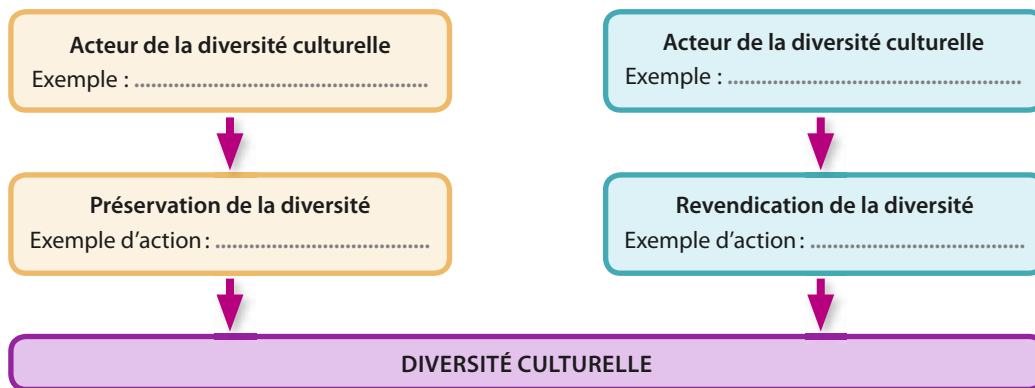 Acteur de la diversité culturelle
Exemple : ....................................................
Préservation de la diversité
Exemple d’action : ......................................
Acteur de la diversité culturelle
Exemple : ....................................................
Revendication de la diversité
Exemple d’action : ......................................
DIVERSITÉ CULTURELLE